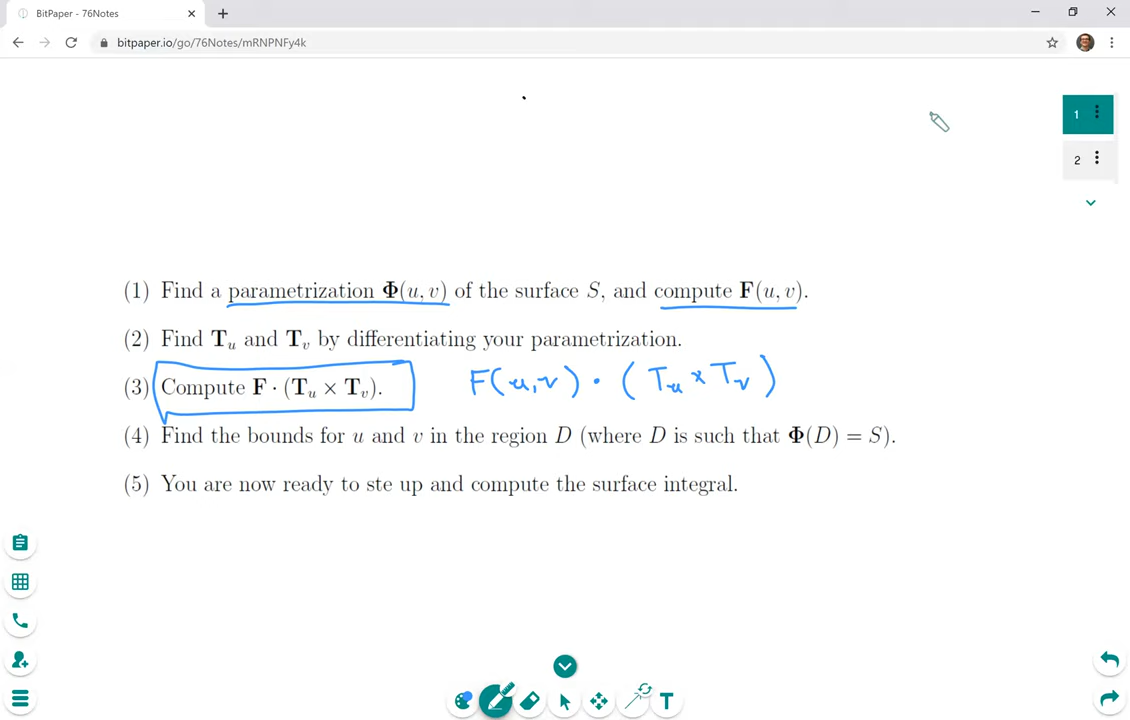 BitPaper - 76Notes
bitpaper.io/go/76Notes/mRNPNFy4k
1
2
(1) Find a parametrization Φ(u, v) of the surface S, and compute F(u, v).
(2) Find T_u and T_v by differentiating your parametrization.
(3) Compute F · (T_u × T_v). F(u,v) · (T_u × T_v)
(4) Find the bounds for u and v in the region D (where D is such that Φ(D) = S).
(5) You are now ready to ste up and compute the surface integral.
T